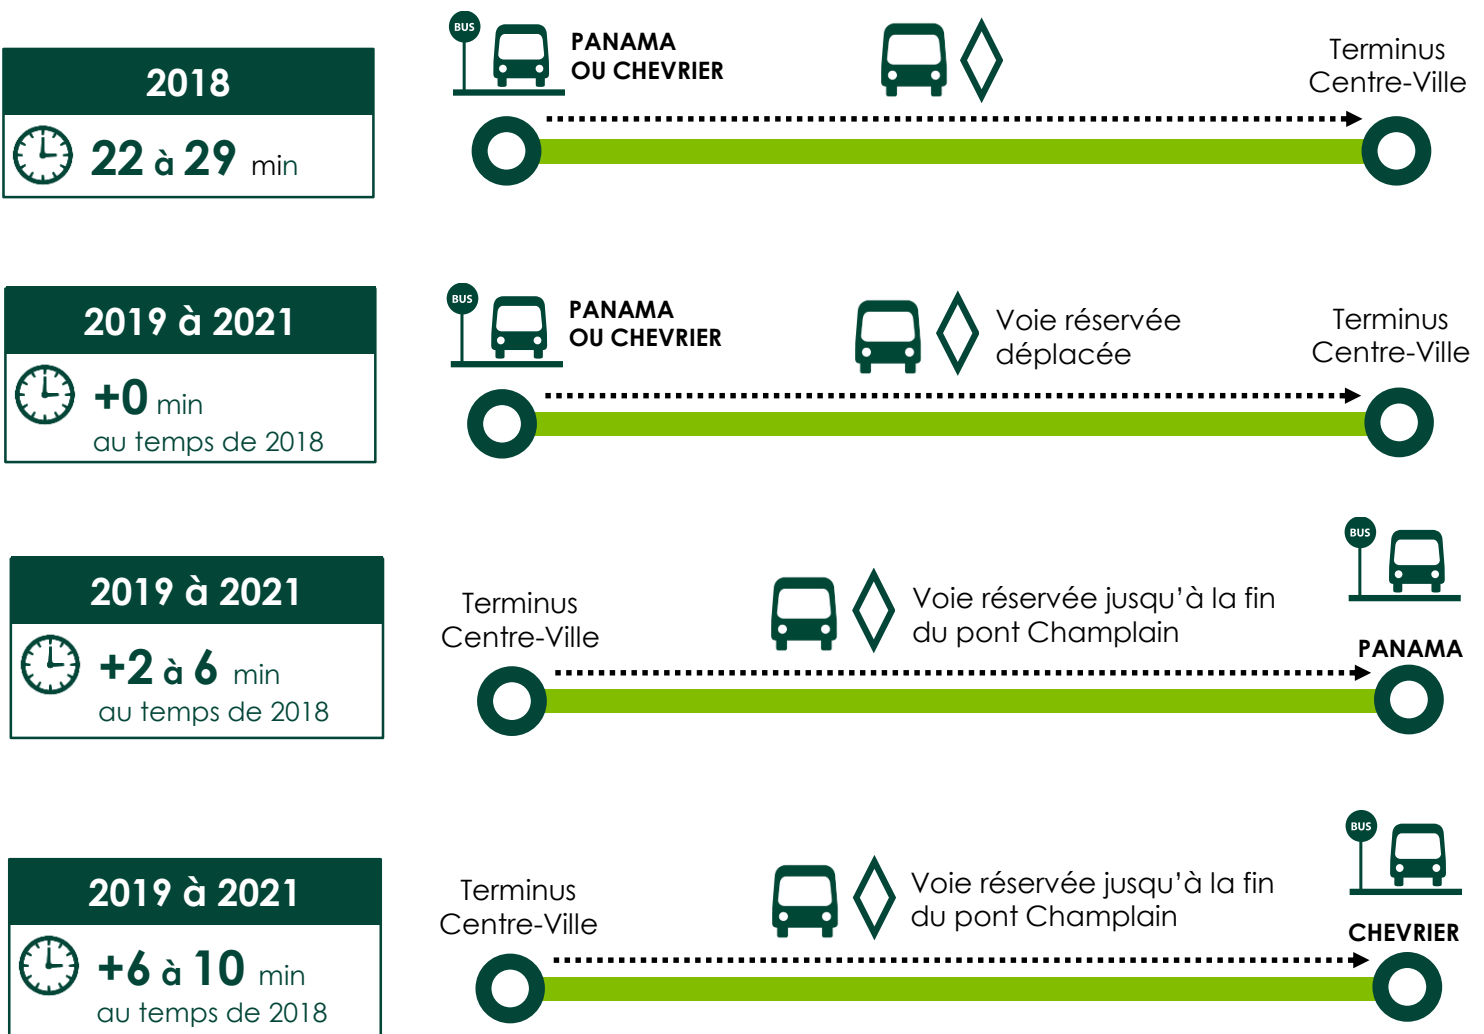 2018
22 à 29 min
BUS
PANAMA
OU CHEVRIER
Terminus
Centre-Ville
2019 à 2021
+0 min
au temps de 2018
BUS
PANAMA
OU CHEVRIER
Voie réservée
déplacée
Terminus
Centre-Ville
2019 à 2021
+2 à 6 min
au temps de 2018
Terminus
Centre-Ville
Voie réservée jusqu'à la fin
du pont Champlain
BUS
PANAMA
2019 à 2021
+6 à 10 min
au temps de 2018
Terminus
Centre-Ville
Voie réservée jusqu'à la fin
du pont Champlain
BUS
CHEVRIER